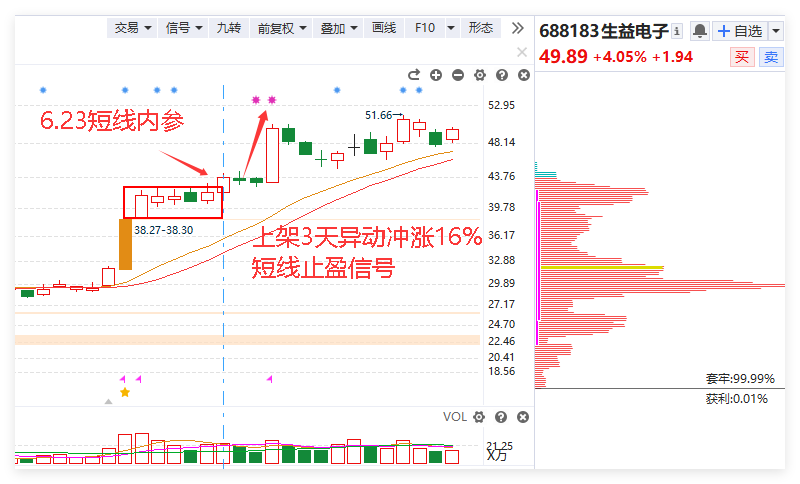 短线 信号 九转 前复权 叠加 画线 F10 形态
688183生益电子 自选
49.89 +4.05% +1.94 买 卖
6.23短线内参
51.66
38.27-38.30
上架3天异动冲涨16%
短线止盈信号
52.95
48.14
43.76
39.78
36.17
32.88
29.89
27.17
24.70
22.46
20.41
18.56
套牢:99.99%
获利:0.01%
VOL
21.25
X万